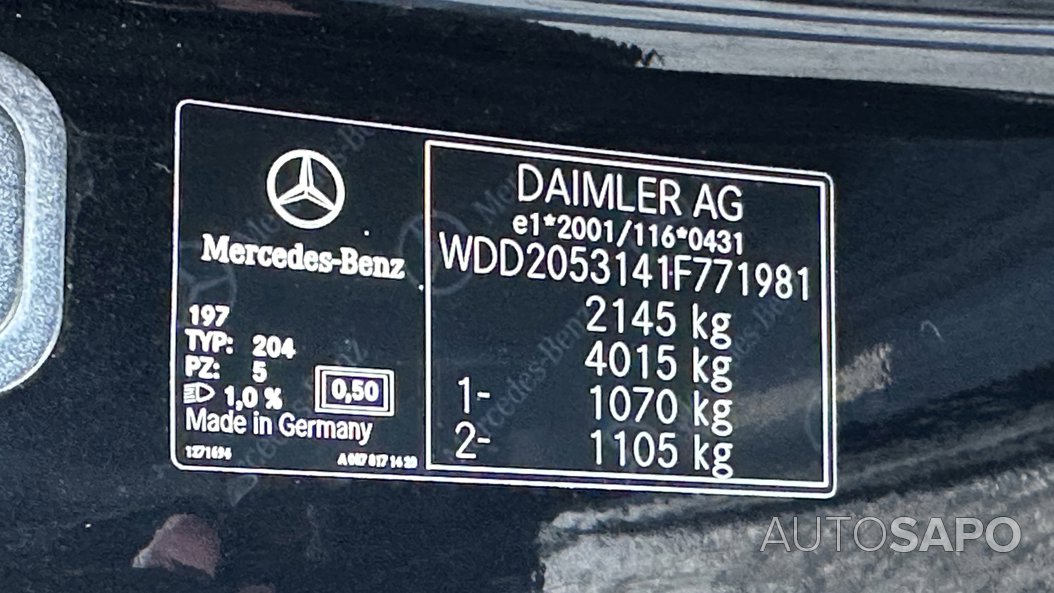 Mercedes-Benz
197
TYP: 204
PZ: 5
1,0 %
0,50
Made in Germany
1271694
DAIMLER AG
e1*2001/116*0431
WDD2053141F771981
2145 kg
4015 kg
1- 1070 kg
2- 1105 kg
AUTOSAPO